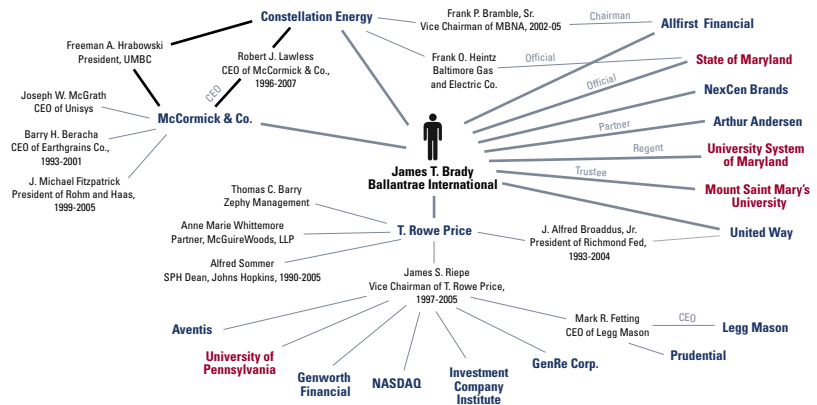 Constellation Energy
Frank P. Bramble, Sr.
Vice Chairman of MBNA, 2002-05
Chairman
Allfirst Financial
Freeman A. Hrabowski
President, UMBC
Robert J. Lawless
CEO of McCormick & Co.,
1996-2007
CEO
Frank O. Heintz
Baltimore Gas
and Electric Co.
Official
State of Maryland
Official
Joseph W. McGrath
CEO of Unisys
McCormick & Co.
NexCen Brands
Barry H. Beracha
CEO of Earthgrains Co.,
1993-2001
Partner
Arthur Andersen
J. Michael Fitzpatrick
President of Rohm and Haas,
1999-2005
James T. Brady
Ballantrae International
Regent
University System
of Maryland
Trustee
Mount Saint Mary's
University
Thomas C. Barry
Zephy Management
Anne Marie Whittemore
Partner, McGuireWoods, LLP
T. Rowe Price
J. Alfred Broaddus, Jr.
President of Richmond Fed,
1993-2004
United Way
Alfred Sommer
SPH Dean, Johns Hopkins, 1990-2005
James S. Riepe
Vice Chairman of T. Rowe Price,
1997-2005
Mark R. Fetting
CEO of Legg Mason
CEO
Legg Mason
Prudential
Aventis
University of
Pennsylvania
Genworth
Financial
NASDAQ
Investment
Company
Institute
GenRe Corp.